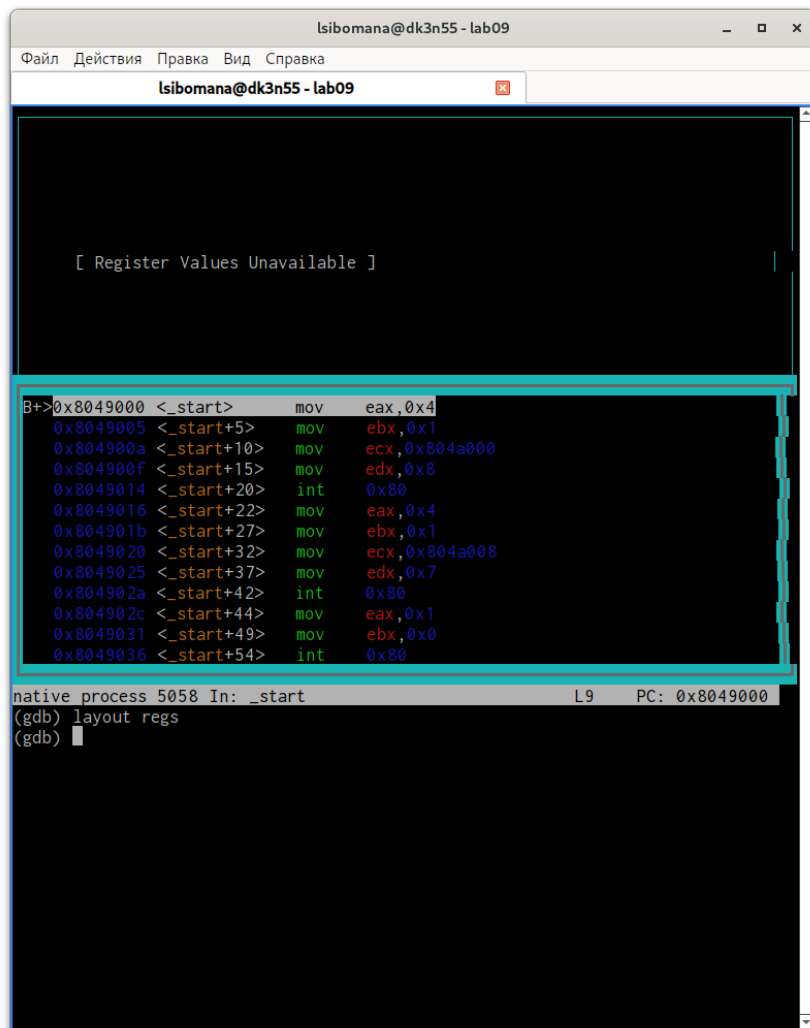 lsibomana@dk3n55 - lab09
Файл Действия Правка Вид Справка
lsibomana@dk3n55 - lab09
[ Register Values Unavailable ]
B+>0x8049000 <_start> mov eax,0x4
0x8049005 <_start+5> mov ebx,0x1
0x804900a <_start+10> mov ecx,0x804a000
0x804900f <_start+15> mov edx,0x8
0x8049014 <_start+20> int 0x80
0x8049016 <_start+22> mov eax,0x4
0x804901b <_start+27> mov ebx,0x1
0x8049020 <_start+32> mov ecx,0x804a008
0x8049025 <_start+37> mov edx,0x7
0x804902a <_start+42> int 0x80
0x804902c <_start+44> mov eax,0x1
0x8049031 <_start+49> mov ebx,0x0
0x8049036 <_start+54> int 0x80
native process 5058 In: _start L9 PC: 0x8049000
(gdb) layout regs
(gdb)